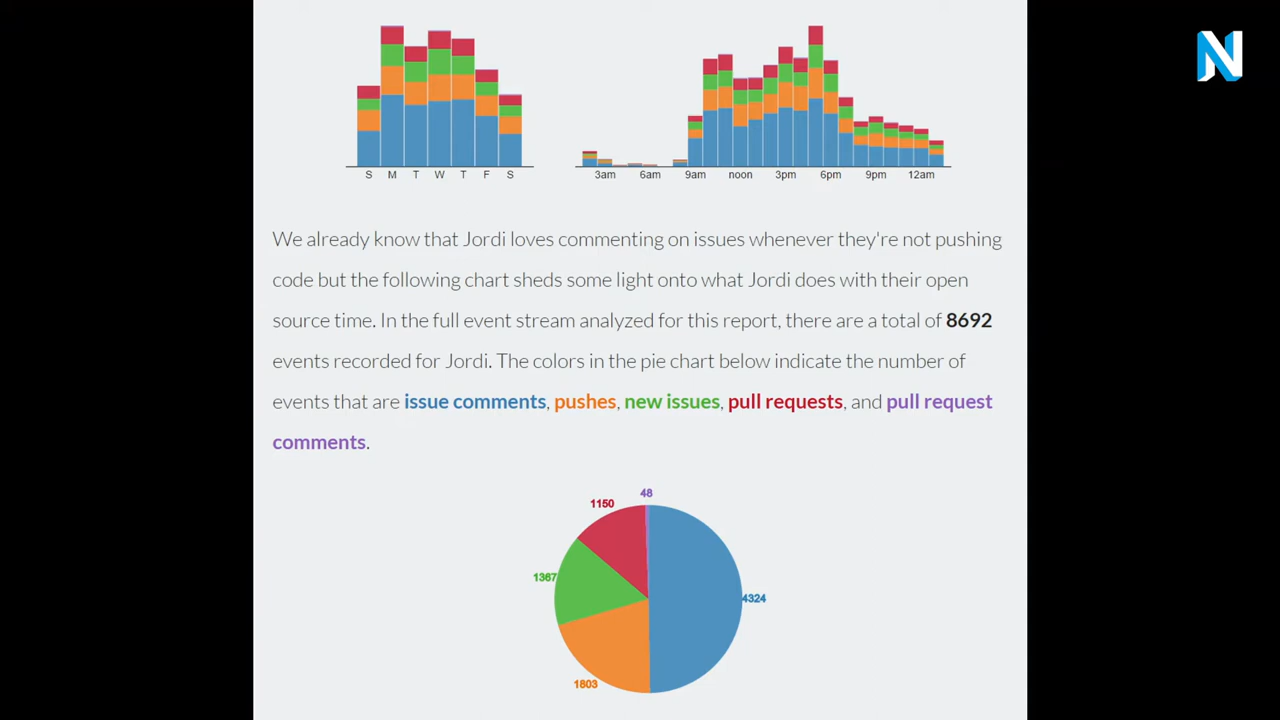 S M T W T F S
3am 6am 9am noon 3pm 6pm 9pm 12am
We already know that Jordi loves commenting on issues whenever they're not pushing
code but the following chart sheds some light onto what Jordi does with their open
source time. In the full event stream analyzed for this report, there are a total of 8692
events recorded for Jordi. The colors in the pie chart below indicate the number of
events that are issue comments, pushes, new issues, pull requests, and pull request
comments.
48
1150
1367
4324
1803
N